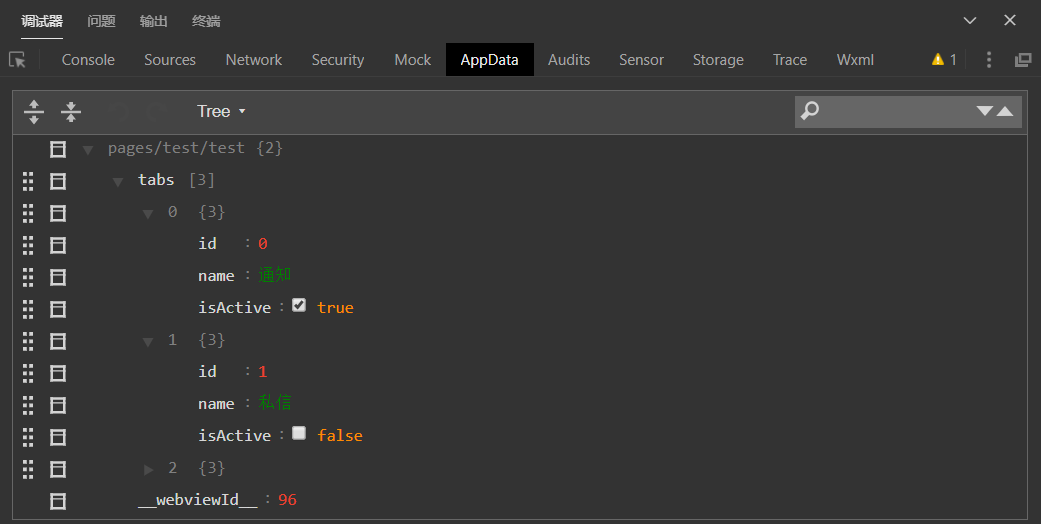 调试器 问题 输出 终端
Console Sources Network Security Mock AppData Audits Sensor Storage Trace Wxml 1
Tree
pages/test/test {2}
tabs [3]
0 {3}
id : 0
name : 通知
isActive : true
1 {3}
id : 1
name : 私信
isActive : false
2 {3}
__webviewId__ : 96